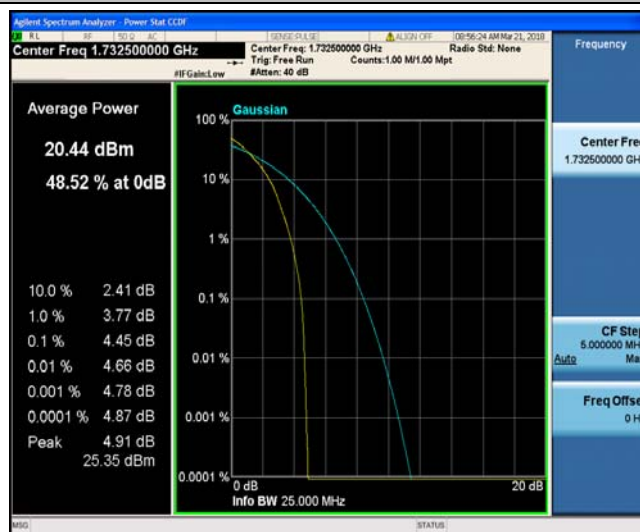 Agilent Spectrum Analyzer - Power Stat CCDF
RL RF 50 Ω AC SENSE:PULSE ALIGN OFF 08:56:24 AM Mar 21, 2018
Center Freq 1.732500000 GHz
Center Freq: 1.732500000 GHz Radio Std: None
Trig: Free Run Counts:1.00 M/1.00 Mpt
#IFGain:Low #Atten: 40 dB
Frequency
Average Power
20.44 dBm
48.52 % at 0dB
10.0 % 2.41 dB
1.0 % 3.77 dB
0.1 % 4.45 dB
0.01 % 4.66 dB
0.001 % 4.78 dB
0.0001 % 4.87 dB
Peak 4.91 dB
25.35 dBm
Gaussian
100 %
10 %
1 %
0.1 %
0.01 %
0.001 %
0.0001 %
0 dB 20 dB
Info BW 25.000 MHz
Center Fre
1.732500000 GH
CF Ste
5.000000 MH
Auto Ma
Freq Offse
0 H
MSG STATUS